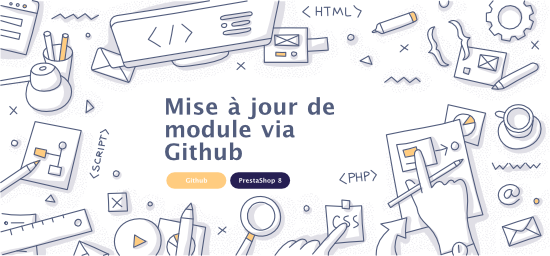 <HTML>
</>
{}
Mise à jour de
module via
Github
<SCRIPT>
Github
PrestaShop 8
<PHP>
@
CSS